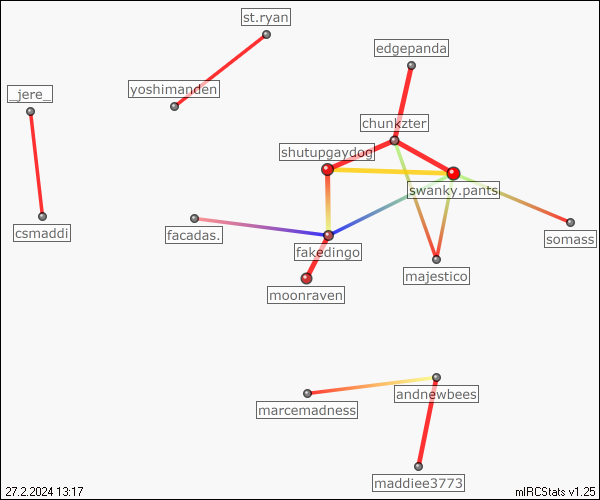 st.ryan
edgepanda
yoshimanden
_jere_
chunkzter
shutupgaydog
swanky.pants
csmaddi
facadas.
somass
fakedingo
majestico
moonraven
andnewbees
marcemadness
maddiee3773
27.2.2024 13:17
mIRCStats v1.25